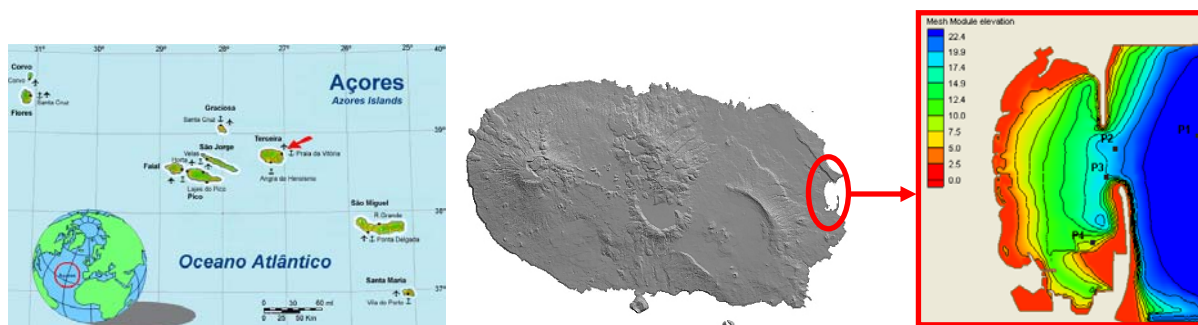 31° 30° 29° 28° 27° 26° 25° 40°
Corvo
Corvo
Santa Cruz
Flores
Açores
Azores Islands
Graciosa
Santa Cruz
Terceira
39°
São Jorge
Velas
Praia da Vitória
Faial
Horta
Angra do Heroísmo
Lajes do Pico
Pico
São Miguel
38°
R.Grande
Ponta Delgada
Oceano Atlântico
Santa Maria
37°
Vila do Porto
0 60 ml
0 25 50 Km
Mesh Module elevation
22.4
19.9
17.4
14.9
12.4
10.0
7.5
5.0
2.5
0.0
P1
P2
P3
P4